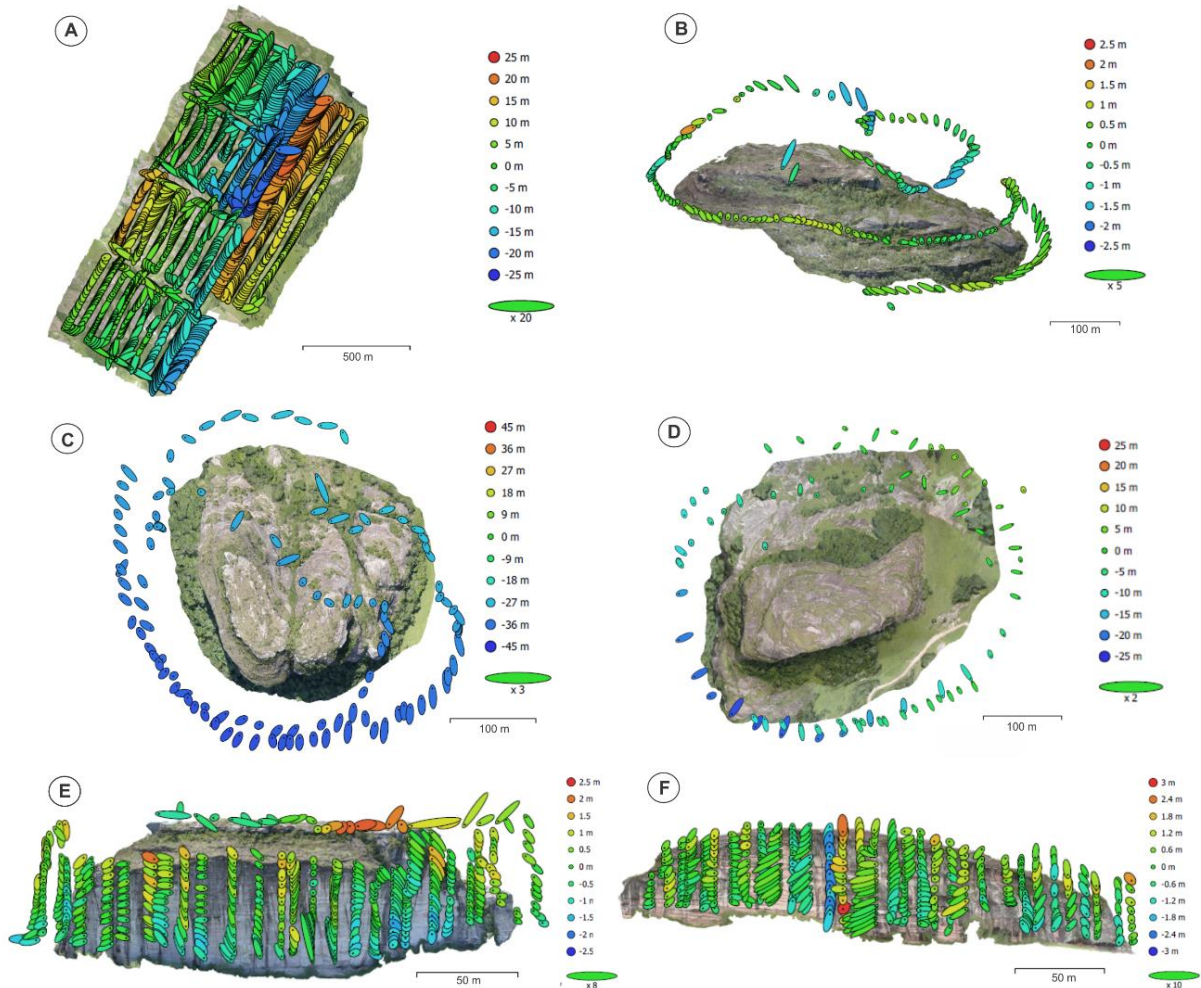 A
25 m
20 m
15 m
10 m
5 m
0 m
-5 m
-10 m
-15 m
-20 m
-25 m
x 20
500 m
B
2.5 m
2 m
1.5 m
1 m
0.5 m
0 m
-0.5 m
-1 m
-1.5 m
-2 m
-2.5 m
x 5
100 m
C
45 m
36 m
27 m
18 m
9 m
0 m
-9 m
-18 m
-27 m
-36 m
-45 m
x 3
100 m
D
25 m
20 m
15 m
10 m
5 m
0 m
-5 m
-10 m
-15 m
-20 m
-25 m
x 2
100 m
E
2.5 m
2 m
1.5
1 m
0.5
0 m
-0.5
-1 m
-1.5
-2 m
-2.5
x 8
50 m
F
3 m
2.4 m
1.8 m
1.2 m
0.6 m
0 m
-0.6 m
-1.2 m
-1.8 m
-2.4 m
-3 m
x 10
50 m